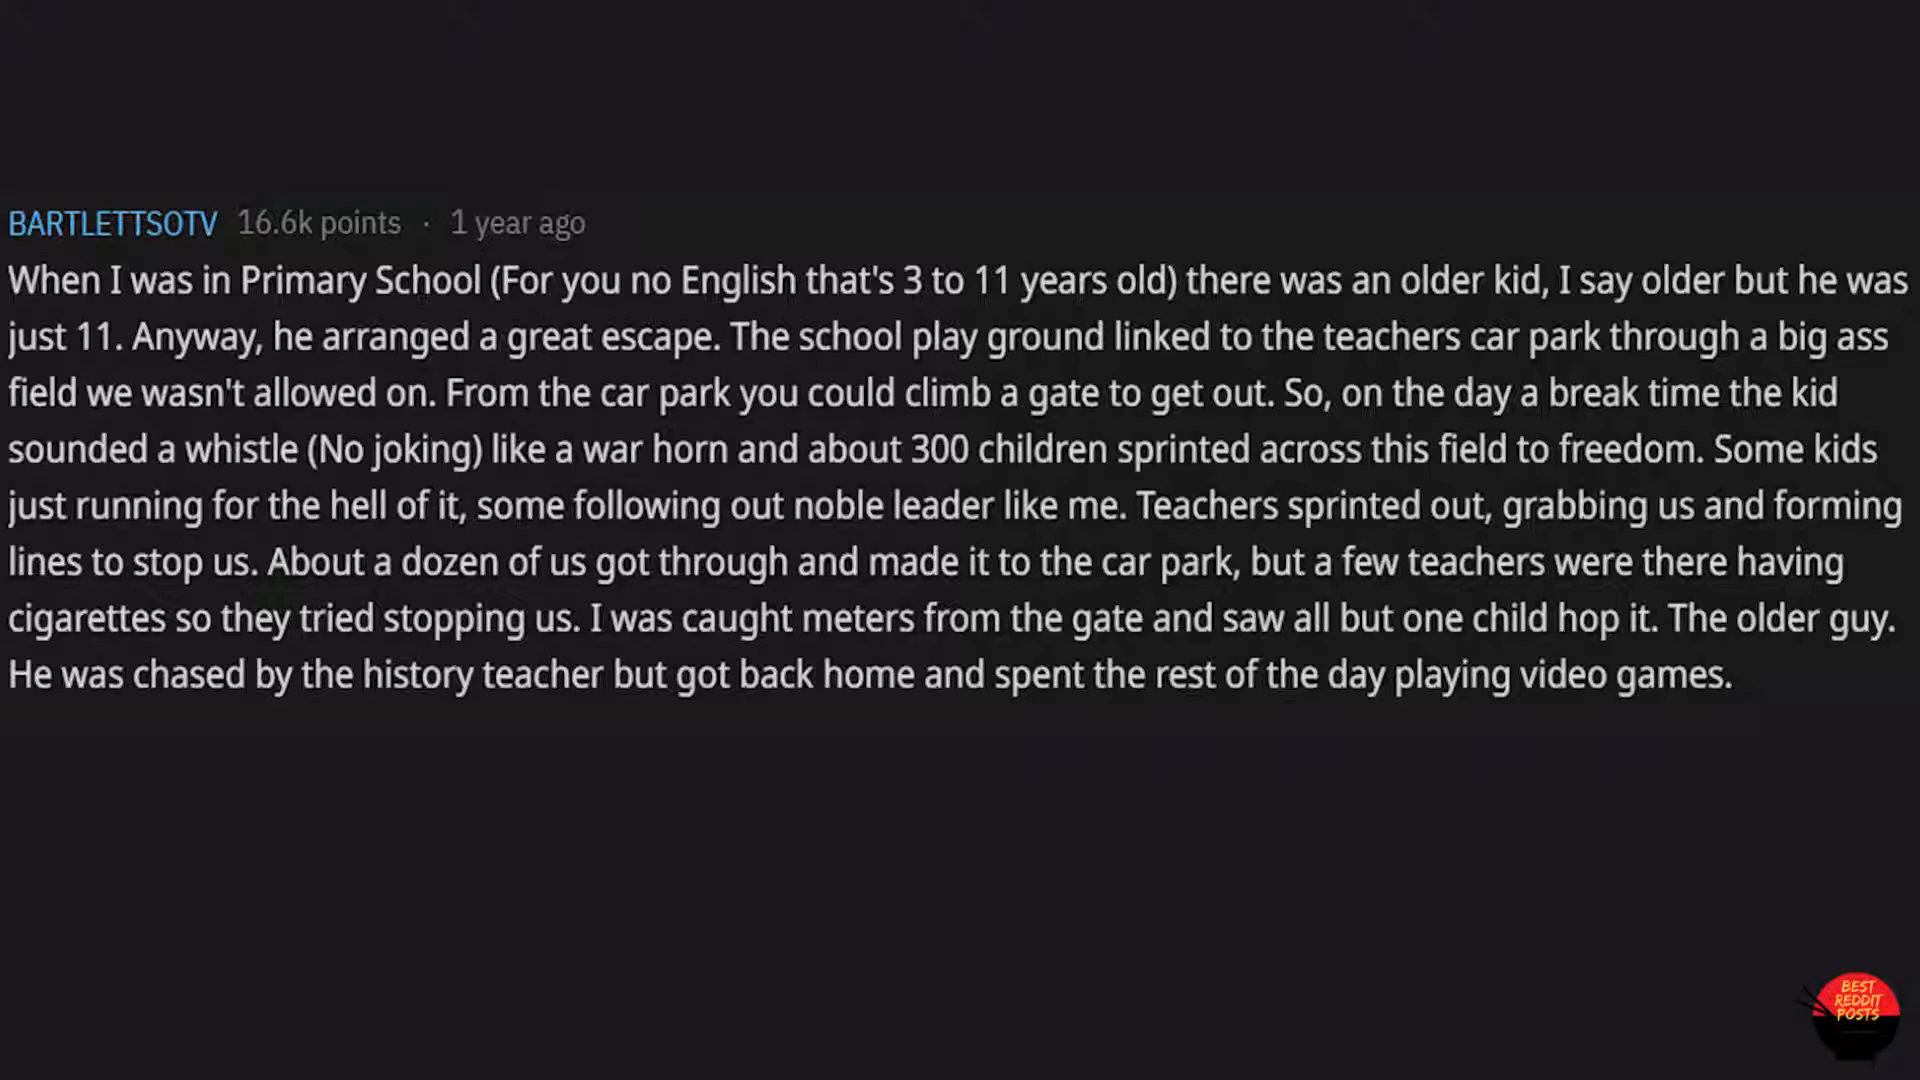 BARTLETTSOTV 16.6k points · 1 year ago
When I was in Primary School (For you no English that's 3 to 11 years old) there was an older kid, I say older but he was
just 11. Anyway, he arranged a great escape. The school play ground linked to the teachers car park through a big ass
field we wasn't allowed on. From the car park you could climb a gate to get out. So, on the day a break time the kid
sounded a whistle (No joking) like a war horn and about 300 children sprinted across this field to freedom. Some kids
just running for the hell of it, some following out noble leader like me. Teachers sprinted out, grabbing us and forming
lines to stop us. About a dozen of us got through and made it to the car park, but a few teachers were there having
cigarettes so they tried stopping us. I was caught meters from the gate and saw all but one child hop it. The older guy.
He was chased by the history teacher but got back home and spent the rest of the day playing video games.
BEST
REDDIT
POSTS